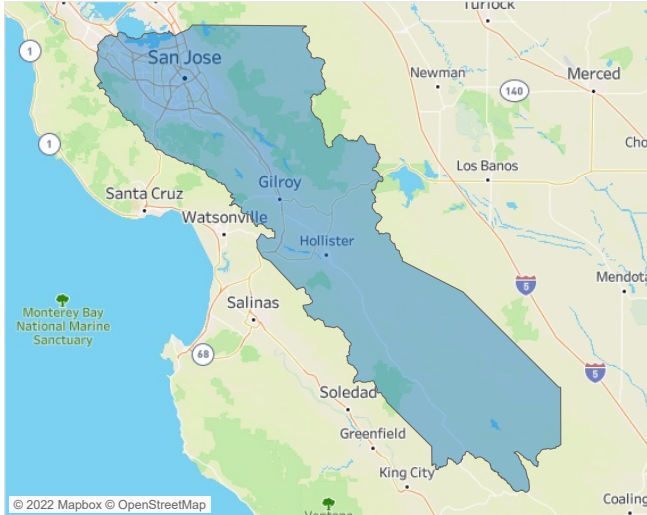 Turlock
1
San Jose
Newman
Merced
140
1
Los Banos
Gilroy
Santa Cruz
Watsonville
Hollister
5
Mendota
Monterey Bay
National Marine
Sanctuary
Salinas
68
5
Soledad
Greenfield
King City
Coaling
© 2022 Mapbox © OpenStreetMap